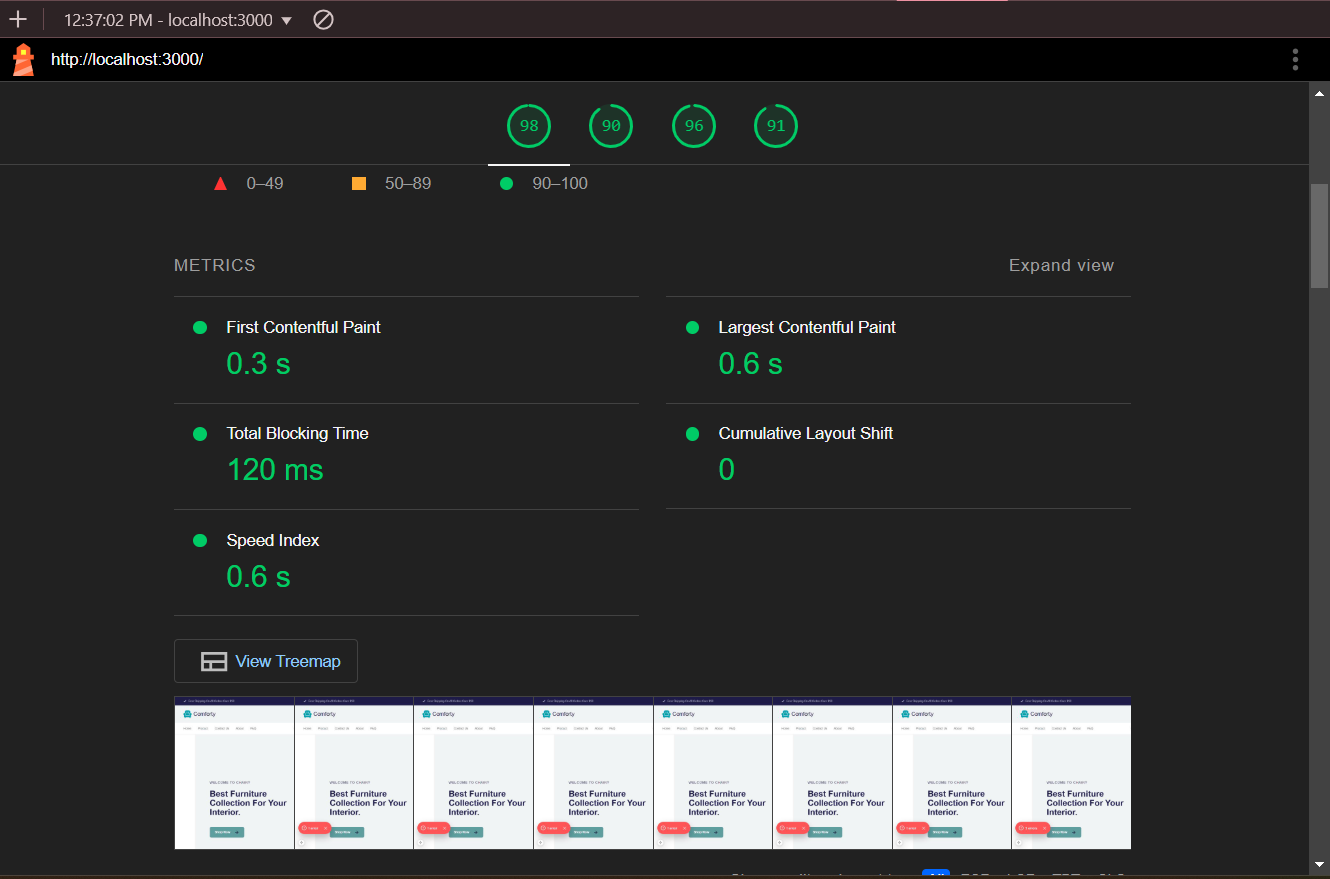 12:37:02 PM - localhost:3000
http://localhost:3000/
98 90 96 91
0–49 50–89 90–100
METRICS Expand view
First Contentful Paint Largest Contentful Paint
0.3 s 0.6 s
Total Blocking Time Cumulative Layout Shift
120 ms 0
Speed Index
0.6 s
View Treemap
Comforty Comforty Comforty Comforty Comforty Comforty Comforty Comforty
Best Furniture Best Furniture Best Furniture Best Furniture Best Furniture Best Furniture Best Furniture Best Furniture
Collection For Your Collection For Your Collection For Your Collection For Your Collection For Your Collection For Your Collection For Your Collection For Your
Interior. Interior. Interior. Interior. Interior. Interior. Interior. Interior.